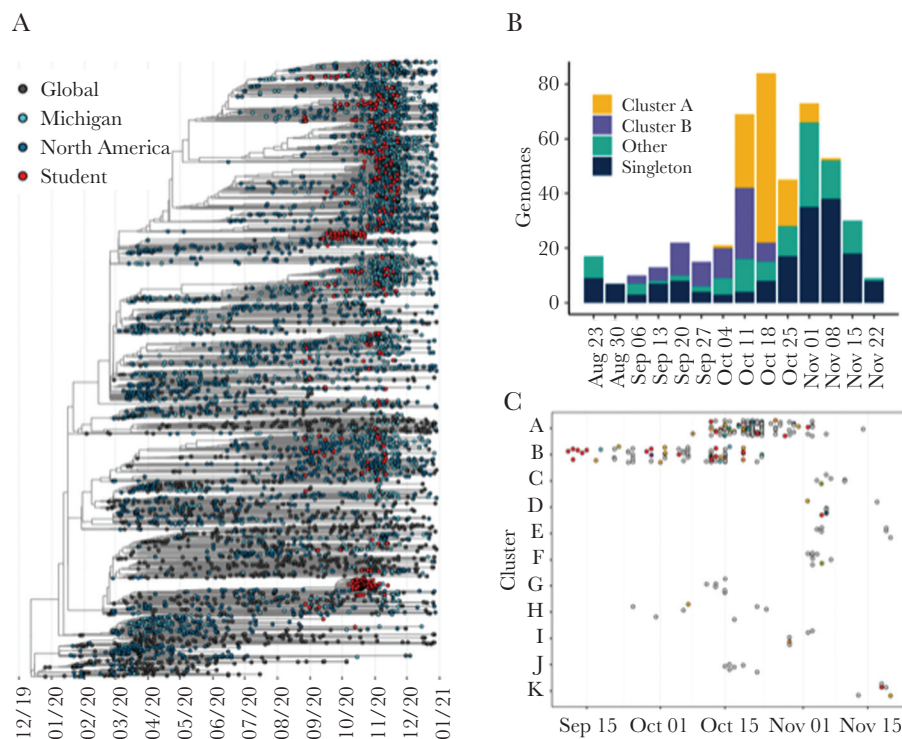 A
Global
Michigan
North America
Student
12/19
01/20
02/20
03/20
04/20
05/20
06/20
07/20
08/20
09/20
10/20
11/20
12/20
01/21
B
Genomes
80
60
40
20
0
Cluster A
Cluster B
Other
Singleton
Aug 23
Aug 30
Sep 06
Sep 13
Sep 20
Sep 27
Oct 04
Oct 11
Oct 18
Oct 25
Nov 01
Nov 08
Nov 15
Nov 22
C
Cluster
A
B
C
D
E
F
G
H
I
J
K
Sep 15 Oct 01 Oct 15 Nov 01 Nov 15